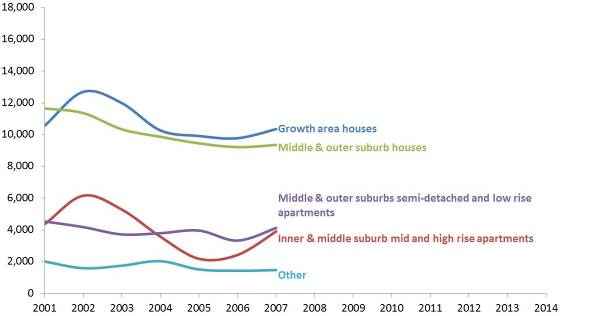 18,000
16,000
14,000
12,000
10,000
8,000
6,000
4,000
2,000
0
Growth area houses
Middle & outer suburb houses
Middle & outer suburbs semi-detached and low rise
apartments
Inner & middle suburb mid and high rise apartments
Other
2001 2002 2003 2004 2005 2006 2007 2008 2009 2010 2011 2012 2013 2014